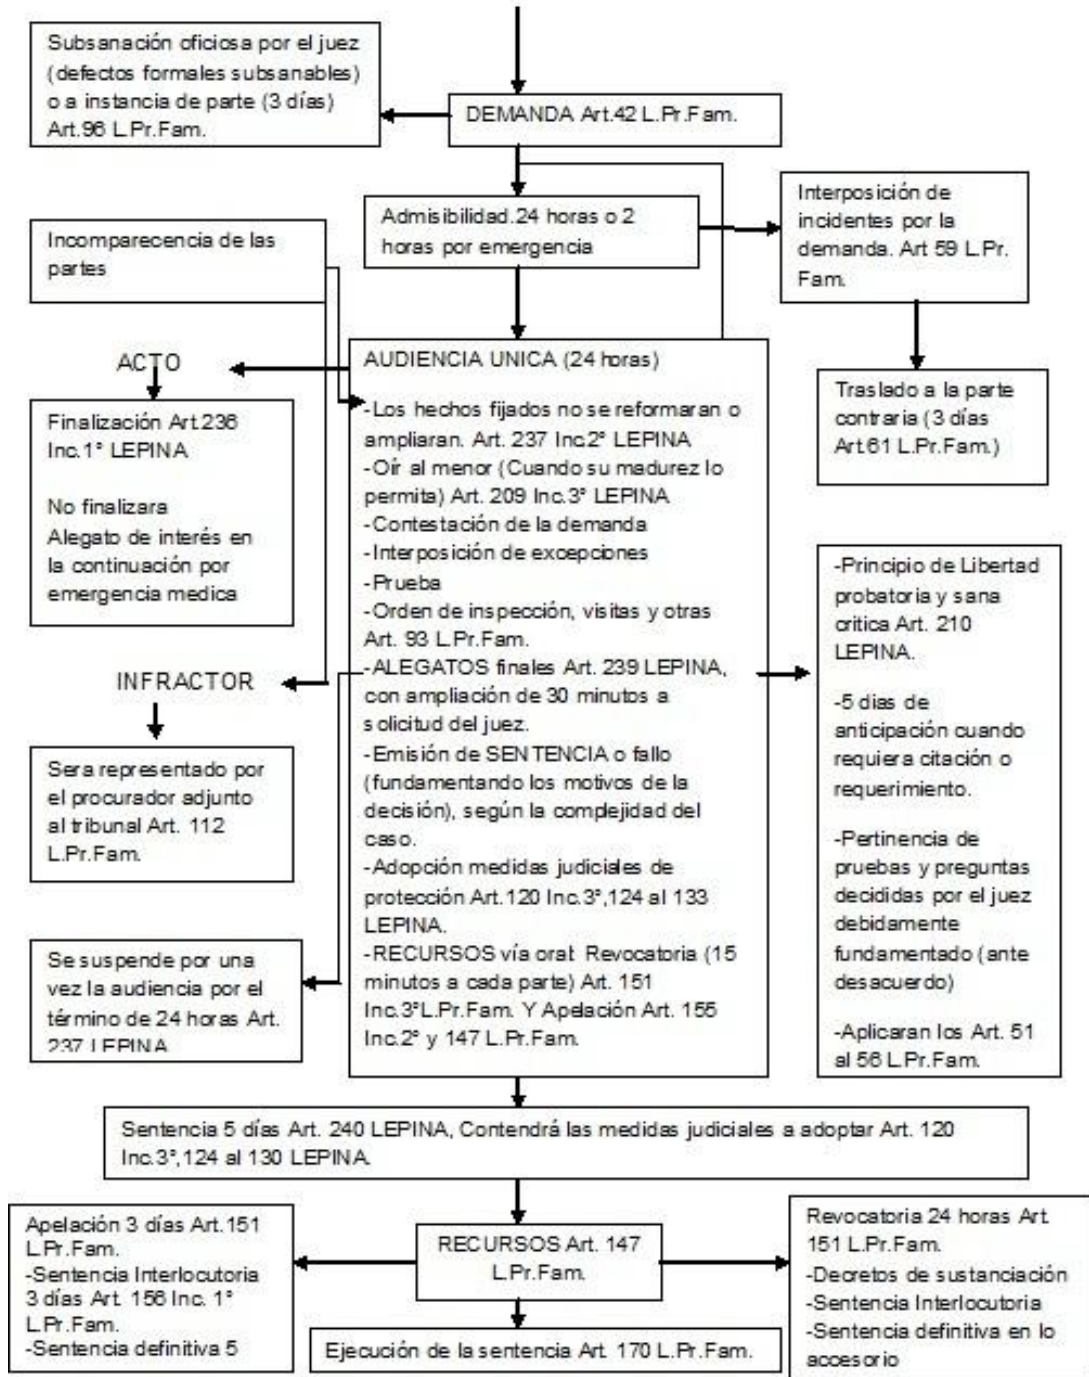 Subsanación oficiosa por el juez
(defectos formales subsanables)
o a instancia de parte (3 días)
Art.96 L.Pr.Fam.
DEMANDA Art.42 L.Pr.Fam.
Admisibilidad.24 horas o 2
horas por emergencia
Interposición de
incidentes por la
demanda. Art 59 L.Pr.
Fam.
Incomparecencia de las
partes
Traslado a la parte
contraria (3 días
Art.61 L.Pr.Fam.)
ACTO
Finalización Art.236
Inc.1° LEPINA
No finalizara
Alegato de interés en
la continuación por
emergencia medica
INFRACTOR
Sera representado por
el procurador adjunto
al tribunal Art. 112
L.Pr.Fam.
Se suspende por una
vez la audiencia por el
término de 24 horas Art.
237 LEPINA
AUDIENCIA UNICA (24 horas)
-Los hechos fijados no se reformaran o
ampliaran. Art. 237 Inc.2° LEPINA
-Oír al menor (Cuando su madurez lo
permita) Art. 209 Inc.3° LEPINA
-Contestación de la demanda
-Interposición de excepciones
-Prueba
-Orden de inspección, visitas y otras
Art. 93 L.Pr.Fam.
-ALEGATOS finales Art. 239 LEPINA,
con ampliación de 30 minutos a
solicitud del juez.
-Emisión de SENTENCIA o fallo
(fundamentando los motivos de la
decisión), según la complejidad del
caso.
-Adopción medidas judiciales de
protección Art.120 Inc.3°,124 al 133
LEPINA.
-RECURSOS vía oral: Revocatoria (15
minutos a cada parte) Art. 151
Inc.3°L.Pr.Fam. Y Apelación Art. 155
Inc.2° y 147 L.Pr.Fam.
-Principio de Libertad
probatoria y sana
critica Art. 210
LEPINA.
-5 dias de
anticipación cuando
requiera citación o
requerimiento.
-Pertinencia de
pruebas y preguntas
decididas por el juez
debidamente
fundamentado (ante
desacuerdo)
-Aplicaran los Art. 51
al 56 L.Pr.Fam.
Sentencia 5 días Art. 240 LEPINA, Contendrá las medidas judiciales a adoptar Art. 120
Inc.3°,124 al 130 LEPINA.
Apelación 3 días Art.151
L.Pr.Fam.
-Sentencia Interlocutoria
3 días Art. 156 Inc. 1°
L.Pr.Fam.
-Sentencia definitiva 5
RECURSOS Art. 147
L.Pr.Fam.
Revocatoria 24 horas Art.
151 L.Pr.Fam.
-Decretos de sustanciación
-Sentencia Interlocutoria
-Sentencia definitiva en lo
accesorio
Ejecución de la sentencia Art. 170 L.Pr.Fam.